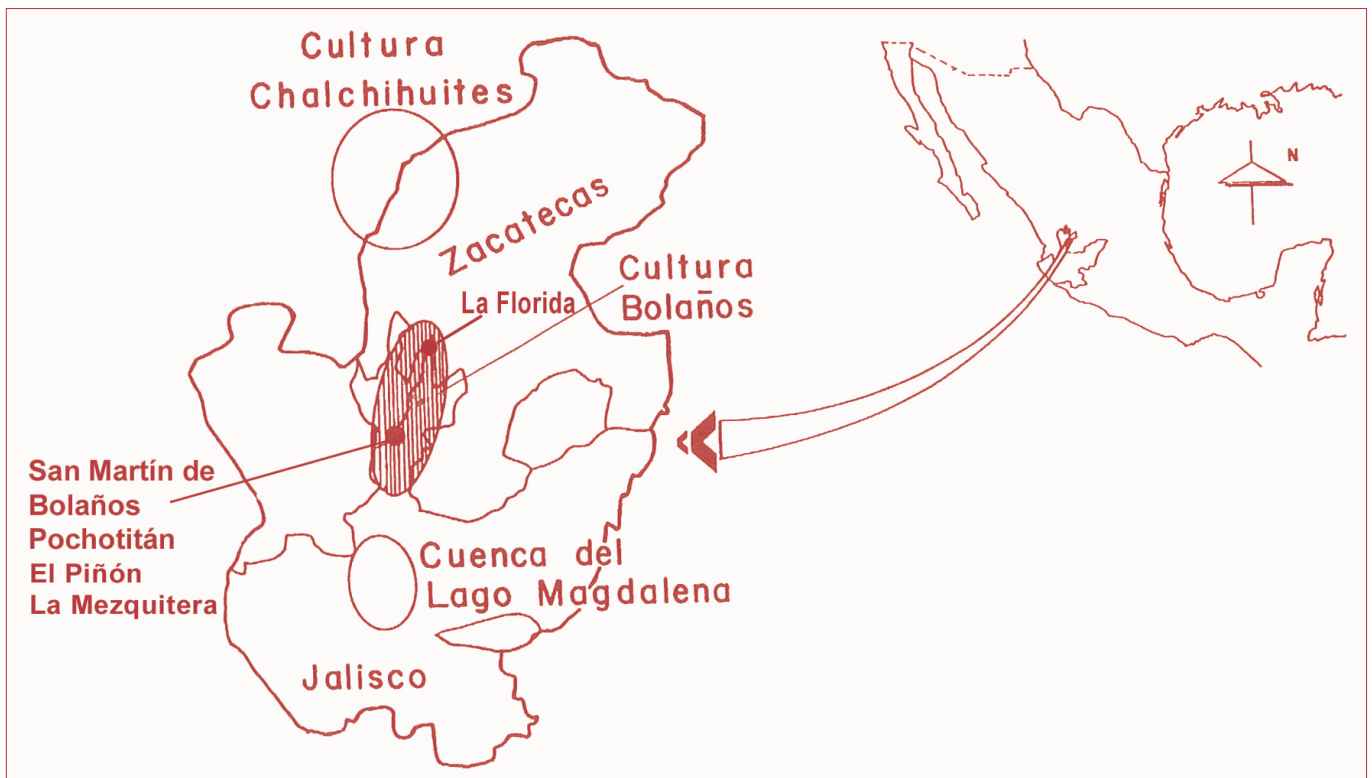 Cultura
Chalchihuites
Zacatecas
Cultura
Bolaños
La Florida
San Martín de
Bolaños
Pochotitán
El Piñón
La Mezquitera
Cuenca del
Lago Magdalena
Jalisco
N